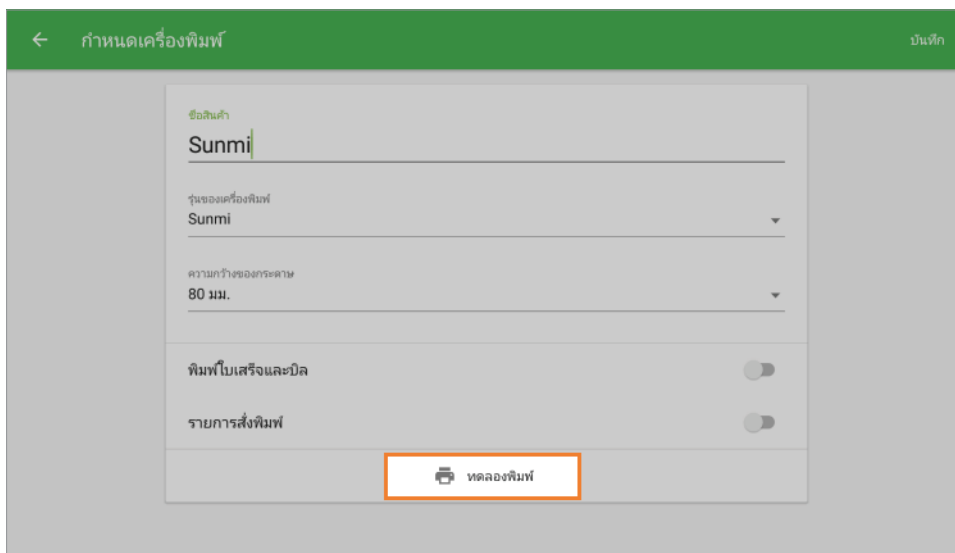 กำหนดเครื่องพิมพ์
บันทึก
ชื่อสินค้า
Sunmi
รุ่นของเครื่องพิมพ์
Sunmi
ความกว้างของกระดาษ
80 มม.
พิมพ์ใบเสร็จและบิล
รายการสั่งพิมพ์
ทดลองพิมพ์